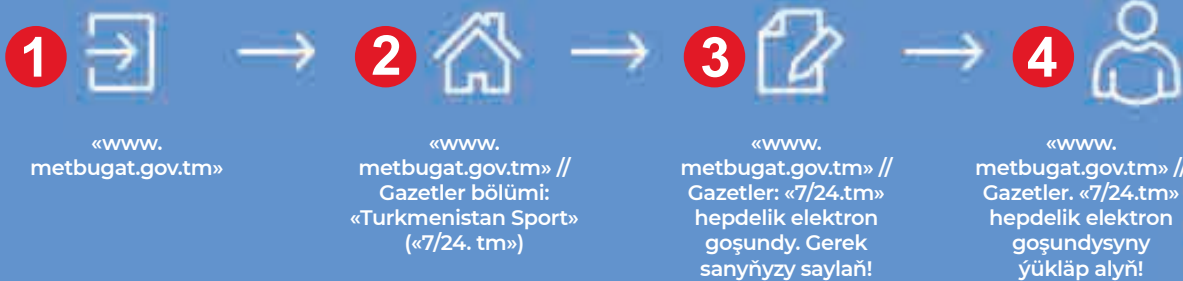 1
«www.
metbugat.gov.tm»
2
«www.
metbugat.gov.tm» //
Gazetler bölümi:
«Turkmenistan Sport»
(«7/24. tm»)
3
«www.
metbugat.gov.tm» //
Gazetler: «7/24.tm»
hepdelik elektron
goşundy. Gerek
sanyňyzy saylaň!
4
«www.
metbugat.gov.tm» //
Gazetler. «7/24.tm»
hepdelik elektron
goşundysyny
ýükläp alyň!